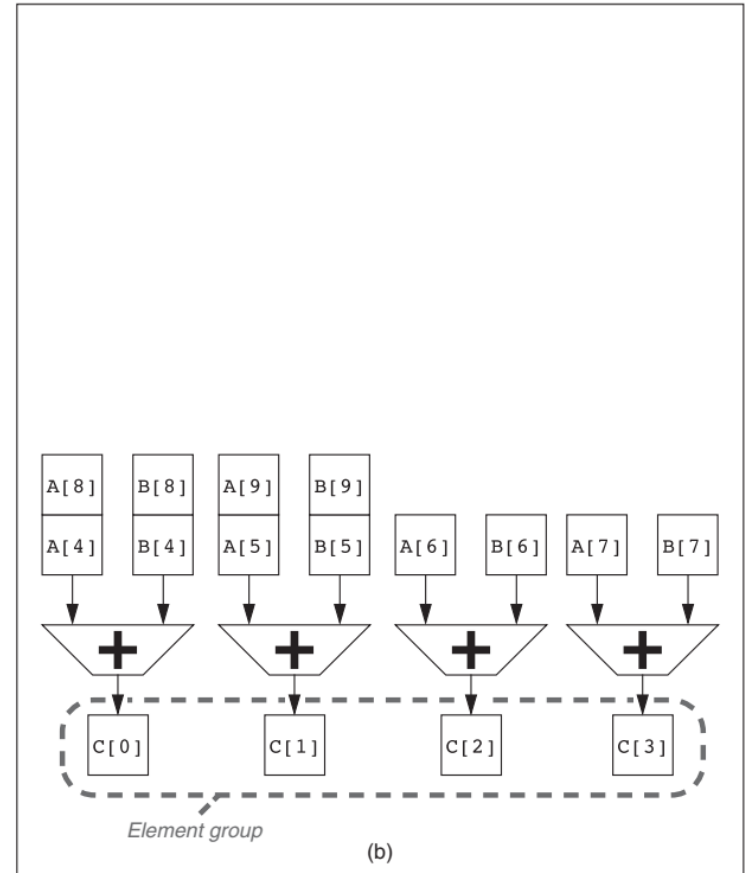 A[8] B[8] A[9] B[9]
A[4] B[4] A[5] B[5] A[6] B[6] A[7] B[7]
+ + + +
C[0] C[1] C[2] C[3]
Element group
(b)